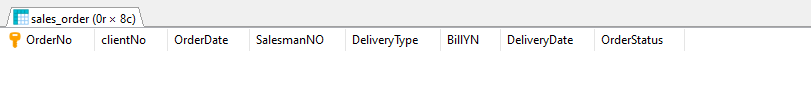 sales_order (0r × 8c)
OrderNo clientNo OrderDate SalesmanNO DeliveryType BillYN DeliveryDate OrderStatus